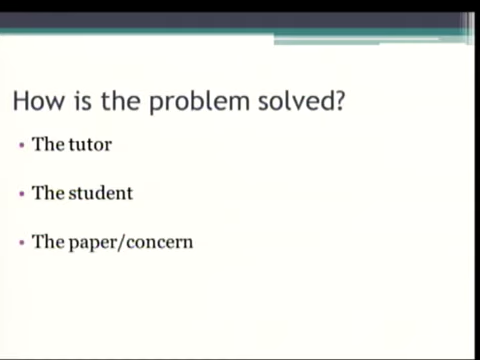 How is the problem solved?
• The tutor
• The student
• The paper/concern